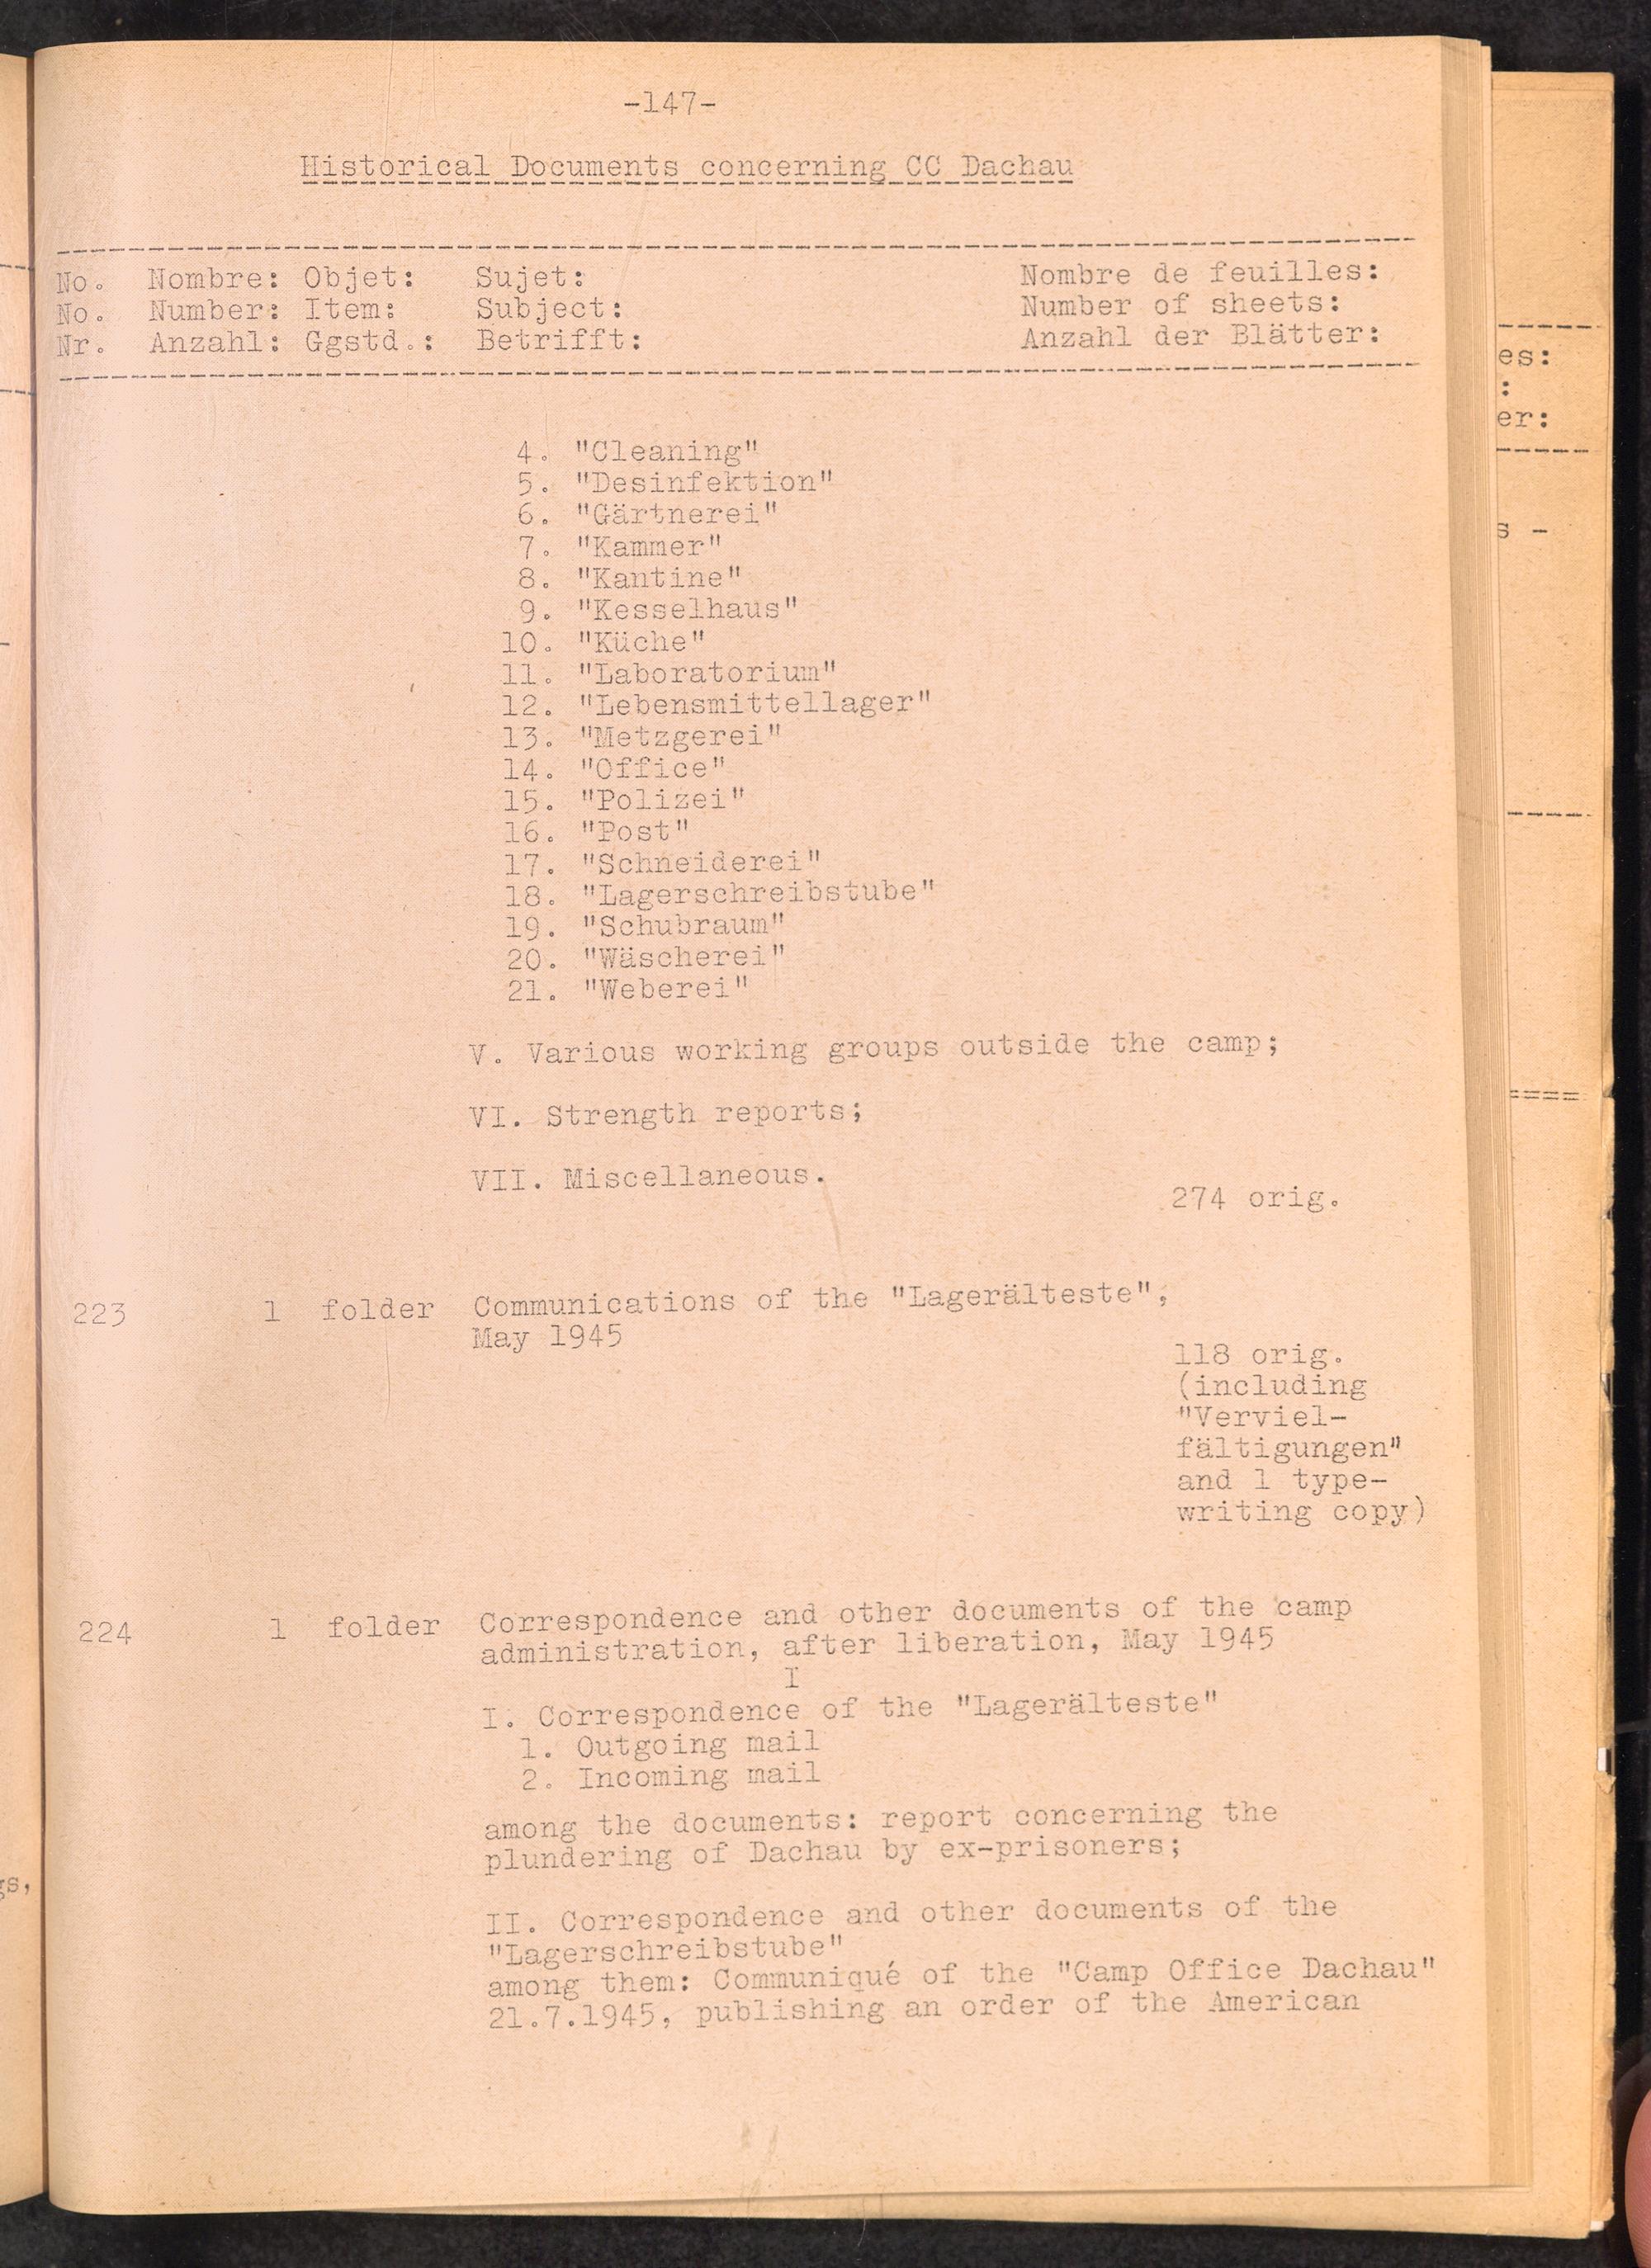 -147-
Historical Documents concerning CC Dachau
No. Nombre: Objet: Sujet: Nombre de feuilles:
No. Number: Item: Subject: Number of sheets:
Nr. Anzahl: Ggstd.: Betrifft: Anzahl der Blätter:
4. "Cleaning"
5. "Desinfektion"
6. "Gärtnerei"
7. "Kammer"
8. "Kantine"
9. "Kesselhaus"
10. "Küche"
11. "Laboratorium"
12. "Lebensmittellager"
13. "Metzgerei"
14. "Office"
15. "Polizei"
16. "Post"
17. "Schneiderei"
18. "Lagerschreibstube"
19. "Schubraum"
20. "Wäscherei"
21. "Weberei"
V. Various working groups outside the camp;
VI. Strength reports;
VII. Miscellaneous.
274 orig.
223 1 folder Communications of the "Lagerälteste",
May 1945
118 orig.
(including
"Verviel-
fältigungen"
and 1 type-
writing copy)
224 1 folder Correspondence and other documents of the camp
administration, after liberation, May 1945
I
I. Correspondence of the "Lagerälteste"
1. Outgoing mail
2. Incoming mail
among the documents: report concerning the
plundering of Dachau by ex-prisoners;
II. Correspondence and other documents of the
"Lagerschreibstube"
among them: Communiqué of the "Camp Office Dachau"
21.7.1945, publishing an order of the American
es:
:
er:
s -
gs,